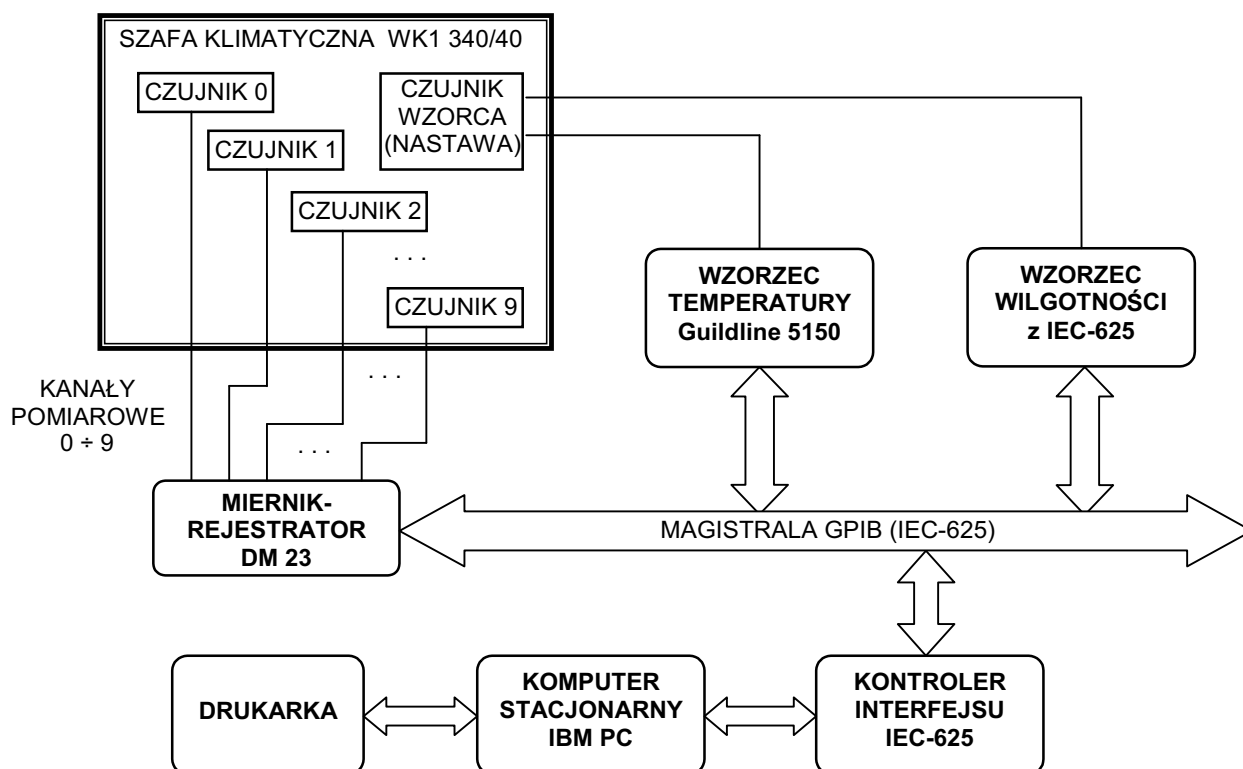 SZAFA KLIMATYCZNA WK1 340/40
CZUJNIK 0
CZUJNIK 1
CZUJNIK 2
. . .
CZUJNIK 9
CZUJNIK
WZORCA
(NASTAWA)
WZORZEC
TEMPERATURY
Guildline 5150
WZORZEC
WILGOTNOŚCI
z IEC-625
KANAŁY
POMIAROWE
0 ÷ 9
. . .
. . .
MIERNIK-
REJESTRATOR
DM 23
MAGISTRALA GPIB (IEC-625)
DRUKARKA
KOMPUTER
STACJONARNY
IBM PC
KONTROLER
INTERFEJSU
IEC-625